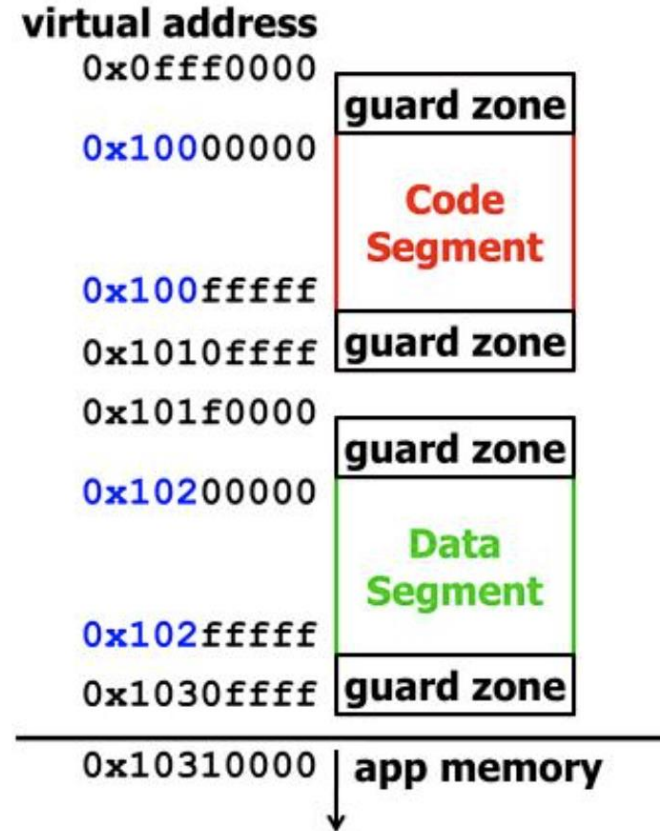 virtual address
0x0fff0000
guard zone
0x10000000
Code
Segment
0x100fffff
guard zone
0x1010ffff
0x101f0000
guard zone
0x10200000
Data
Segment
0x102fffff
guard zone
0x1030ffff
0x10310000 app memory